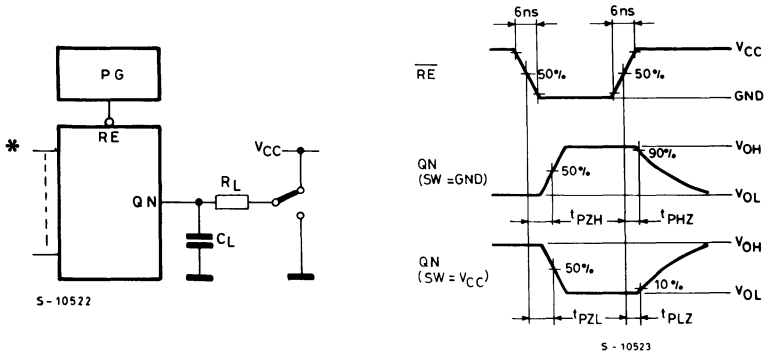 PG
RE
*
QN
RL
VCC
CL
S-10522
6ns 6ns
RE
50% 50%
VCC
GND
QN
(SW=GND)
50%
90%
VOH
VOL
tPZH tPHZ
QN
(SW=VCC)
50%
10%
VOH
VOL
tPZL tPLZ
S-10523